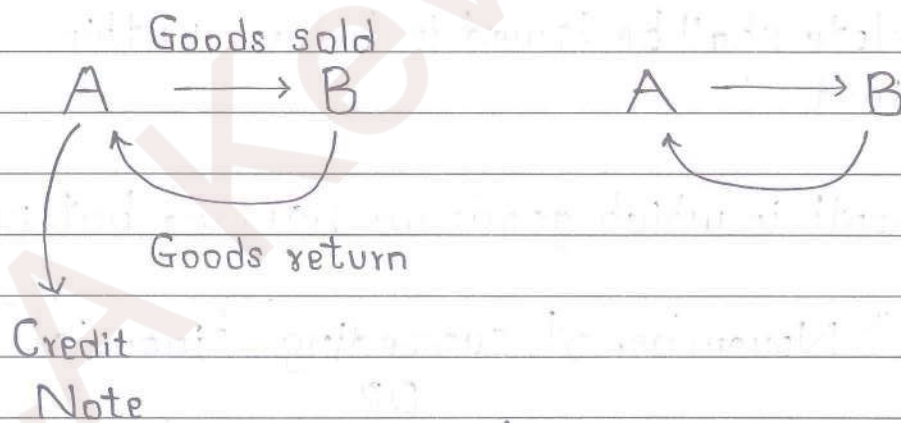 Goods sold
A → B A → B
Goods return
Credit
Note